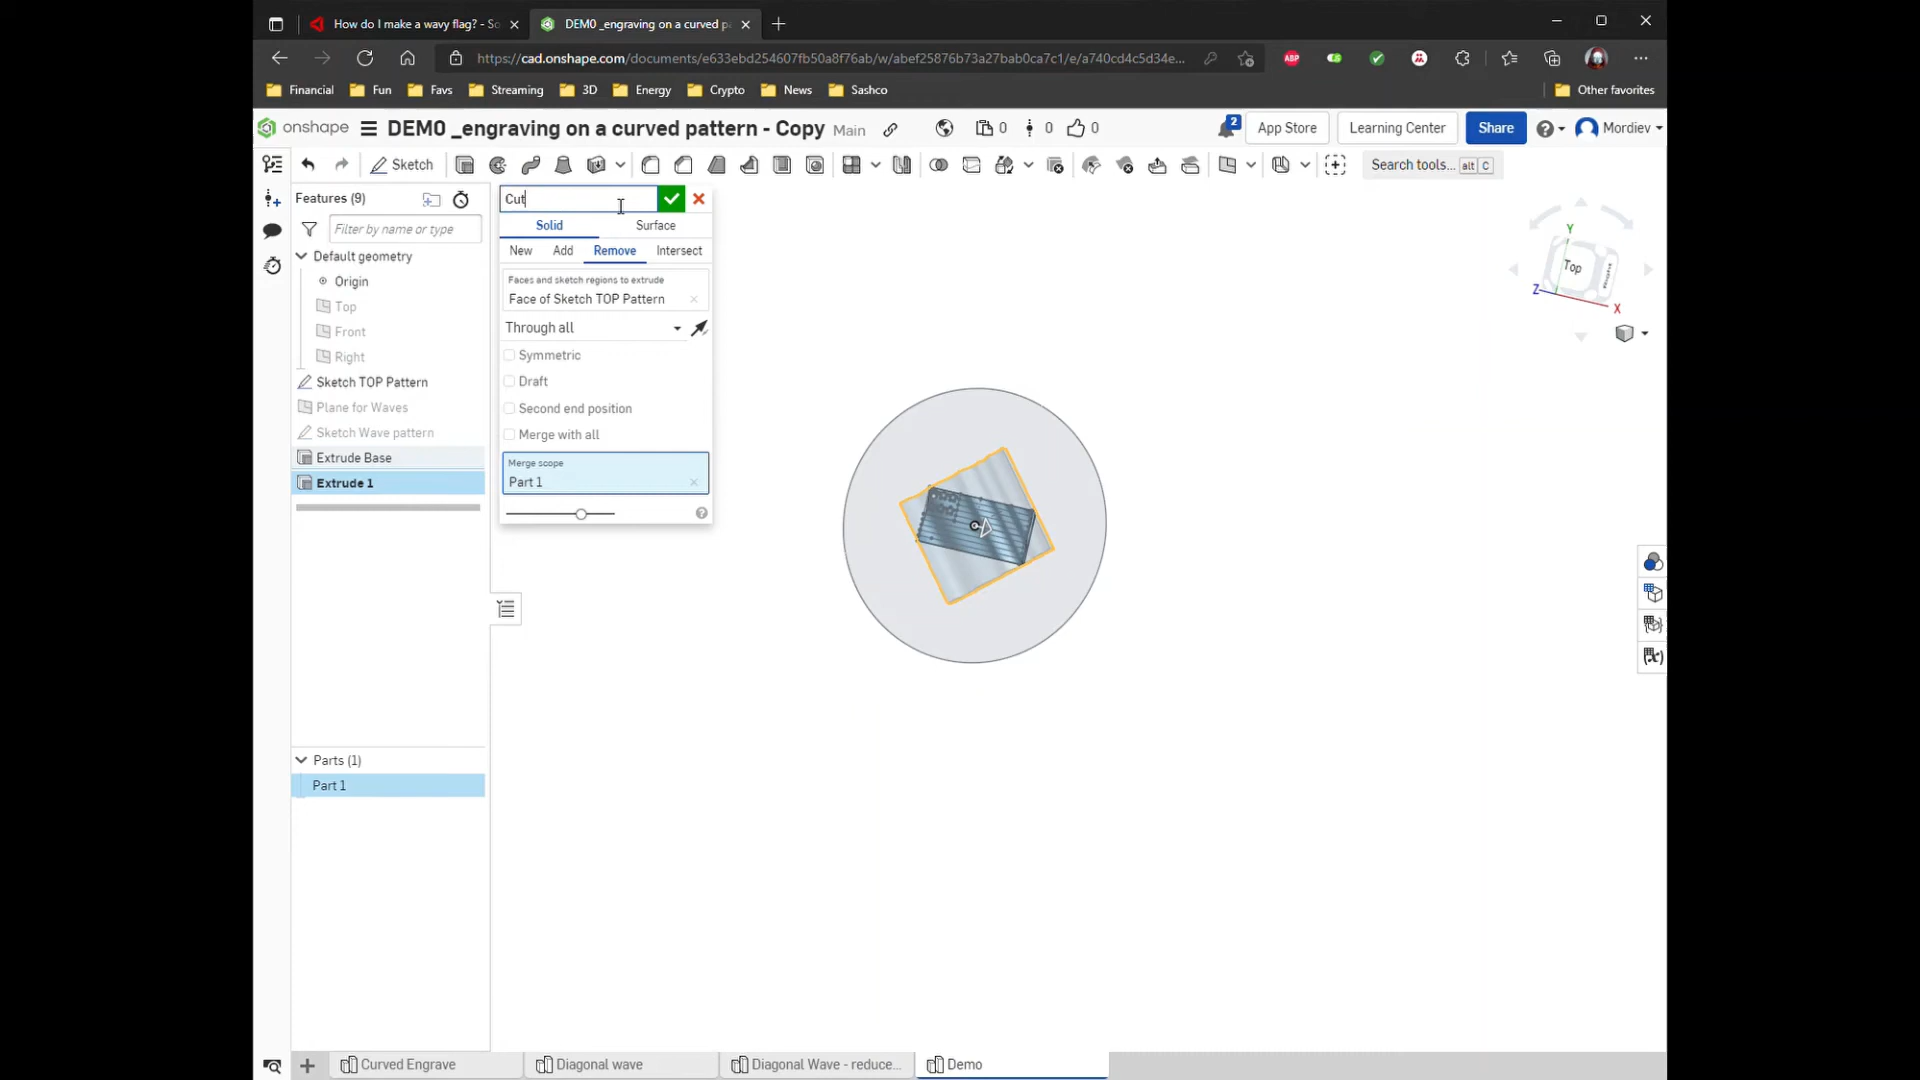 How do I make a wavy flag? - So
DEM0 _engraving on a curved p
https://cad.onshape.com/documents/e633ebd254607fb50a8f76ab/w/abef25876b73a27bab0ca7c1/e/a740cd4c5d34e...
ABP
Financial
Fun
Favs
Streaming
3D
Energy
Crypto
News
Sashco
Other favorites
onshape
DEM0 _engraving on a curved pattern - Copy
Main
0
0
0
2
App Store
Learning Center
Share
Mordiev
Sketch
Search tools...
alt
C
Features (9)
Filter by name or type
Default geometry
Origin
Top
Front
Right
Sketch TOP Pattern
Plane for Waves
Sketch Wave pattern
Extrude Base
Extrude 1
Parts (1)
Part 1
Cut
Solid
Surface
New
Add
Remove
Intersect
Faces and sketch regions to extrude
Face of Sketch TOP Pattern
Through all
Symmetric
Draft
Second end position
Merge with all
Merge scope
Part 1
Y
Top
Z
X
Curved Engrave
Diagonal wave
Diagonal Wave - reduce...
Demo